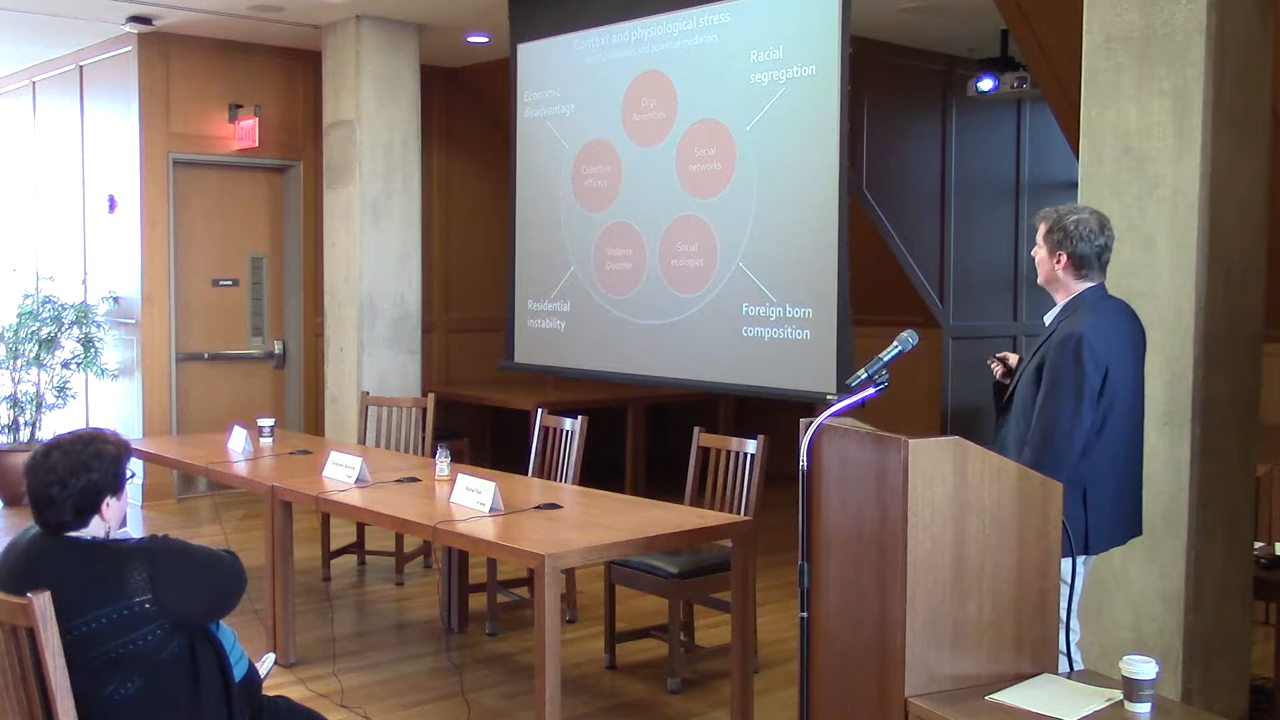 Context and physiological stress
Racial
segregation
Economic
disadvantage
Orgs
Amenities
Social
networks
Collective
efficacy
Violence
Disorder
Social
ecologies
Residential
instability
Foreign born
composition
Exit